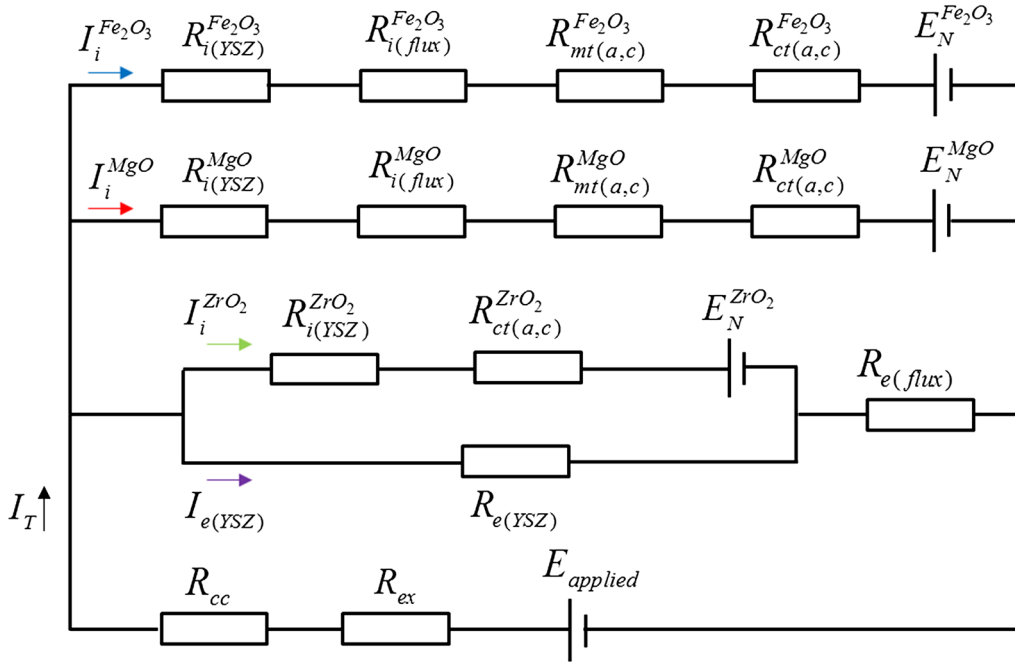 I_i^{Fe_2O_3} R_{i(YSZ)}^{Fe_2O_3} R_{i(flux)}^{Fe_2O_3} R_{mt(a,c)}^{Fe_2O_3} R_{ct(a,c)}^{Fe_2O_3} E_N^{Fe_2O_3}
I_i^{MgO} R_{i(YSZ)}^{MgO} R_{i(flux)}^{MgO} R_{mt(a,c)}^{MgO} R_{ct(a,c)}^{MgO} E_N^{MgO}
I_i^{ZrO_2} R_{i(YSZ)}^{ZrO_2} R_{ct(a,c)}^{ZrO_2} E_N^{ZrO_2}
R_{e(flux)}
I_T I_{e(YSZ)} R_{e(YSZ)}
R_{cc} R_{ex} E_{applied}